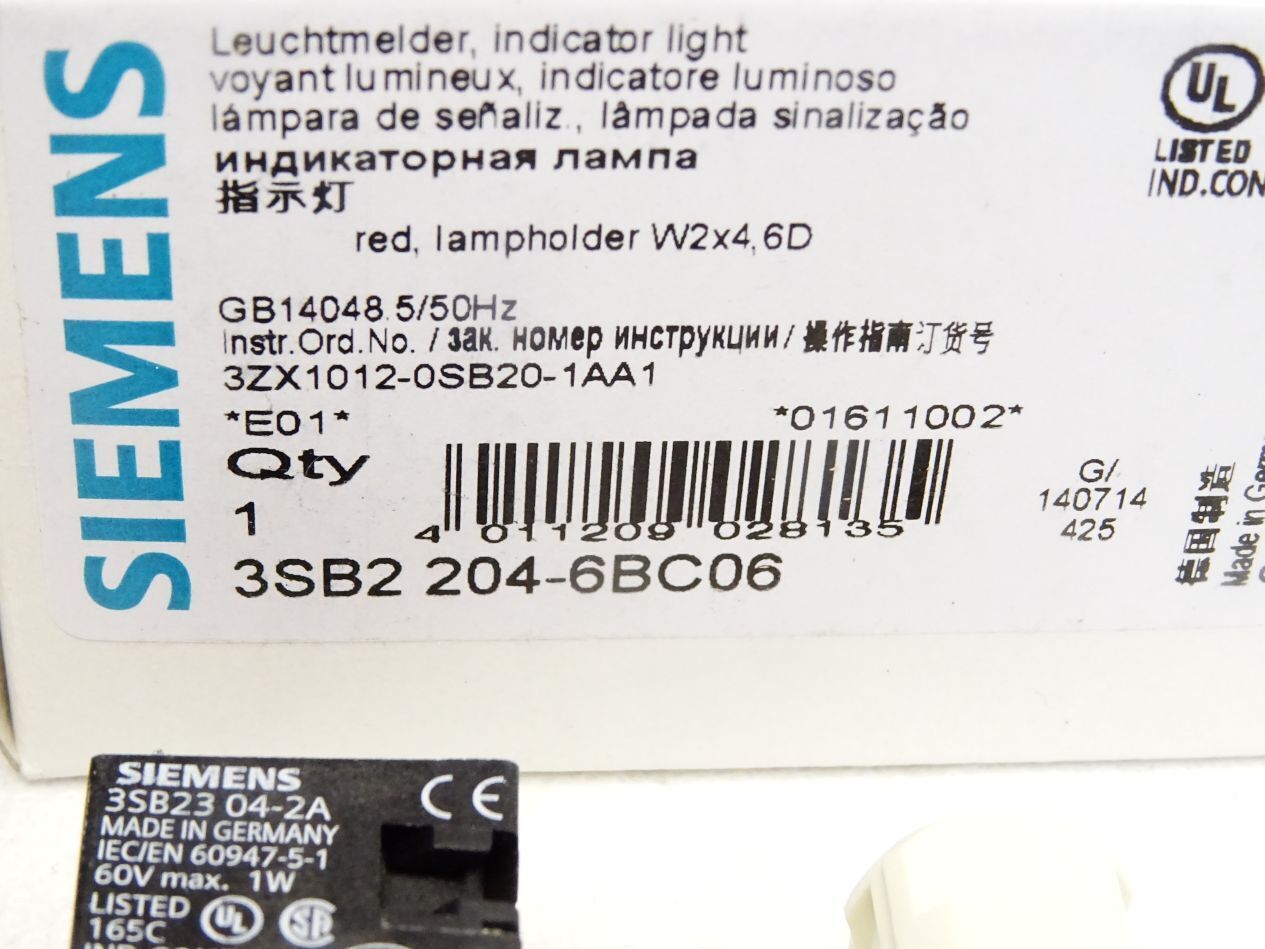 SIEMENS
Leuchtmelder, indicator light
voyant lumineux, indicatore luminoso
lámpara de señaliz., lâmpada sinalização
индикаторная лампа
指示灯
red, lampholder W2x4,6D
GB14048.5/50Hz
Instr.Ord.No. / зак. номер инструкции / 操作指南订货号
3ZX1012-0SB20-1AA1
*E01* *01611002*
Qty
1
4 011209 028135
3SB2 204-6BC06
UL
LISTED
IND.CON
G/
140714
425
德国制造
Made in
SIEMENS
3SB23 04-2A
MADE IN GERMANY
IEC/EN 60947-5-1
60V max. 1W
LISTED
165C
CE
UL
SA